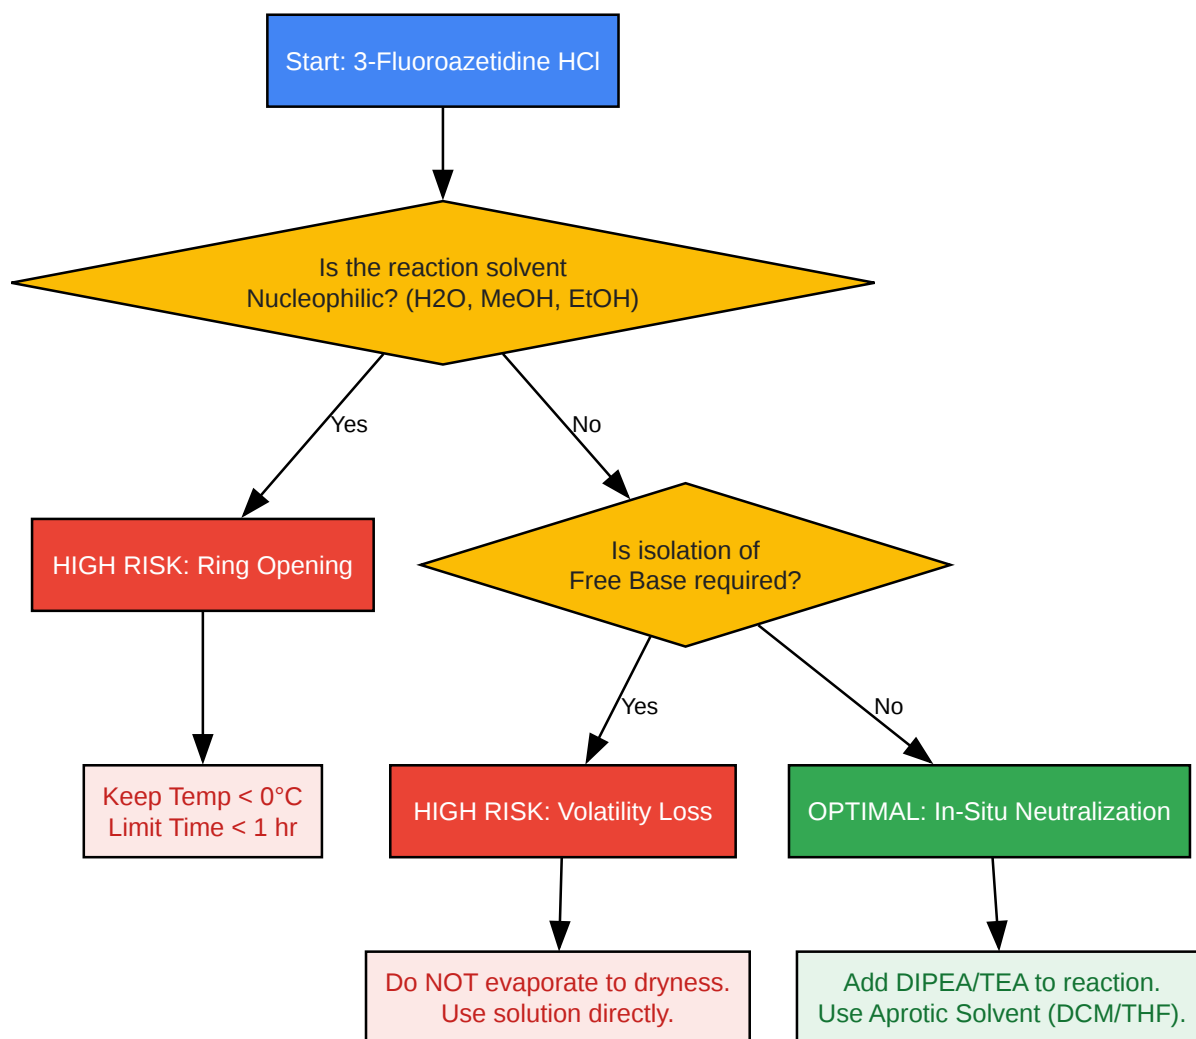 Start: 3-Fluoroazetidine HCl
Is the reaction solvent
Nucleophilic? (H2O, MeOH, EtOH)
Yes
No
HIGH RISK: Ring Opening
Is isolation of
Free Base required?
Yes
No
Keep Temp < 0°C
Limit Time < 1 hr
HIGH RISK: Volatility Loss
OPTIMAL: In-Situ Neutralization
Do NOT evaporate to dryness.
Use solution directly.
Add DIPEA/TEA to reaction.
Use Aprotic Solvent (DCM/THF).